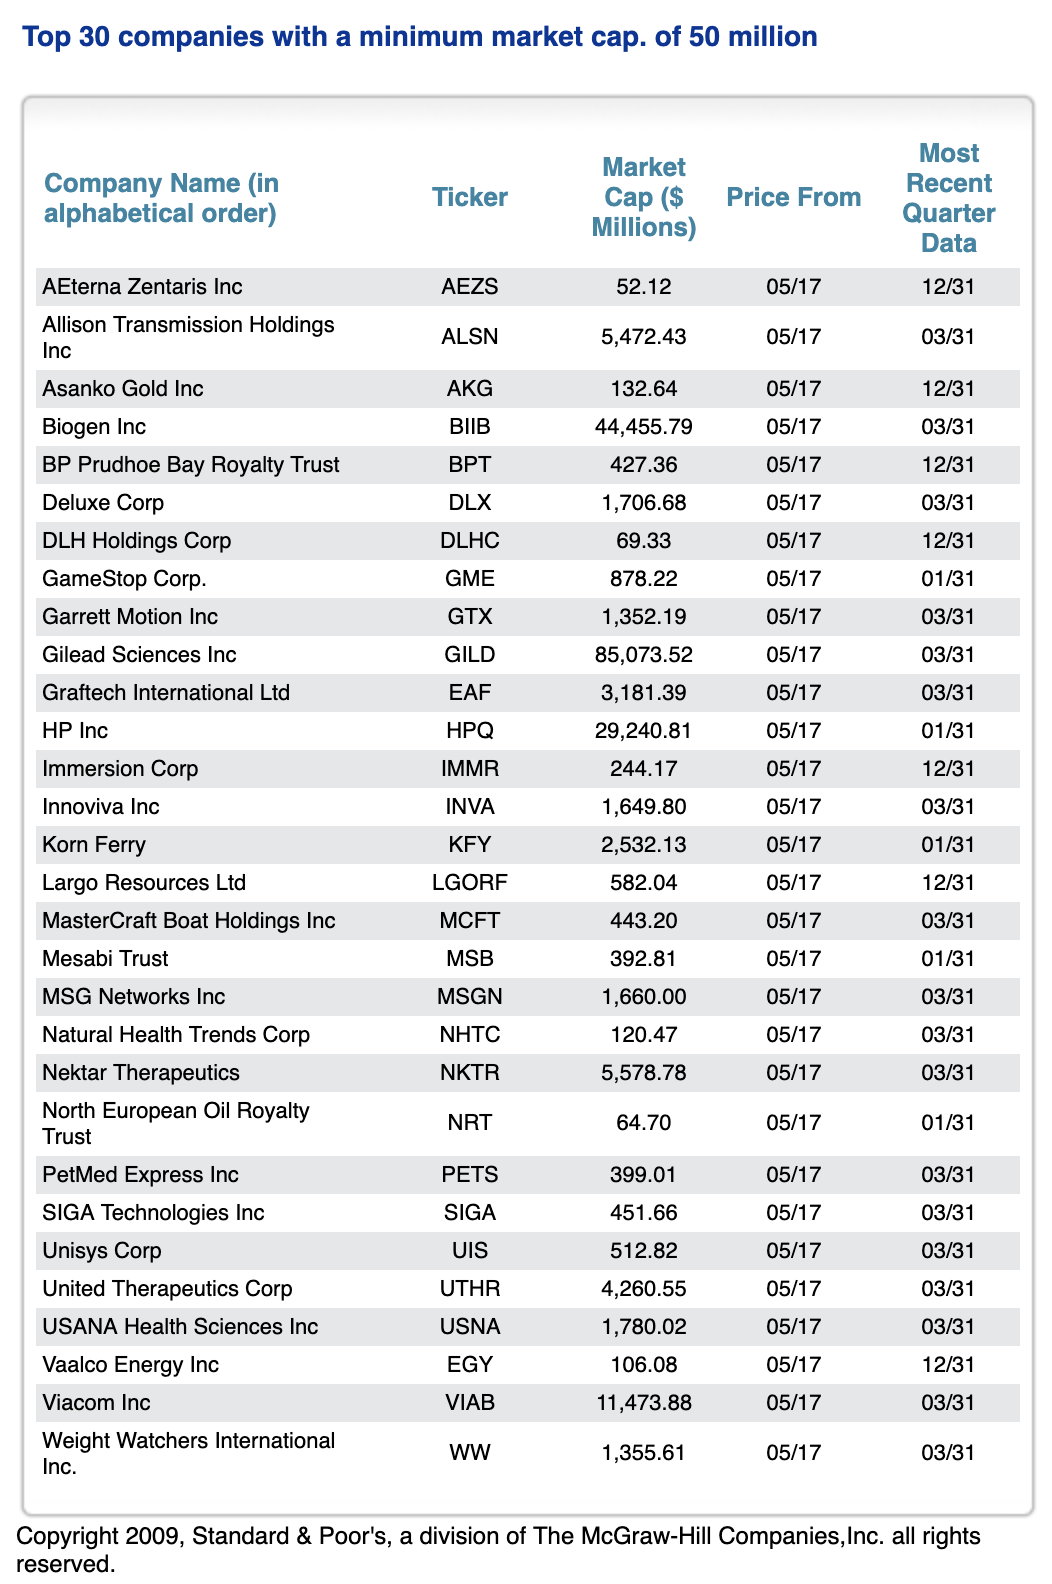 Top 30 companies with a minimum market cap. of 50 million
Company Name (in
alphabetical order)
Ticker
Market
Cap ($
Millions)
Price From
Most
Recent
Quarter
Data
AEterna Zentaris Inc AEZS 52.12 05/17 12/31
Allison Transmission Holdings
Inc ALSN 5,472.43 05/17 03/31
Asanko Gold Inc AKG 132.64 05/17 12/31
Biogen Inc BIIB 44,455.79 05/17 03/31
BP Prudhoe Bay Royalty Trust BPT 427.36 05/17 12/31
Deluxe Corp DLX 1,706.68 05/17 03/31
DLH Holdings Corp DLHC 69.33 05/17 12/31
GameStop Corp. GME 878.22 05/17 01/31
Garrett Motion Inc GTX 1,352.19 05/17 03/31
Gilead Sciences Inc GILD 85,073.52 05/17 03/31
Graftech International Ltd EAF 3,181.39 05/17 03/31
HP Inc HPQ 29,240.81 05/17 01/31
Immersion Corp IMMR 244.17 05/17 12/31
Innoviva Inc INVA 1,649.80 05/17 03/31
Korn Ferry KFY 2,532.13 05/17 01/31
Largo Resources Ltd LGORF 582.04 05/17 12/31
MasterCraft Boat Holdings Inc MCFT 443.20 05/17 03/31
Mesabi Trust MSB 392.81 05/17 01/31
MSG Networks Inc MSGN 1,660.00 05/17 03/31
Natural Health Trends Corp NHTC 120.47 05/17 03/31
Nektar Therapeutics NKTR 5,578.78 05/17 03/31
North European Oil Royalty
Trust NRT 64.70 05/17 01/31
PetMed Express Inc PETS 399.01 05/17 03/31
SIGA Technologies Inc SIGA 451.66 05/17 03/31
Unisys Corp UIS 512.82 05/17 03/31
United Therapeutics Corp UTHR 4,260.55 05/17 03/31
USANA Health Sciences Inc USNA 1,780.02 05/17 03/31
Vaalco Energy Inc EGY 106.08 05/17 12/31
Viacom Inc VIAB 11,473.88 05/17 03/31
Weight Watchers International
Inc. WW 1,355.61 05/17 03/31
Copyright 2009, Standard & Poor's, a division of The McGraw-Hill Companies,Inc. all rights
reserved.